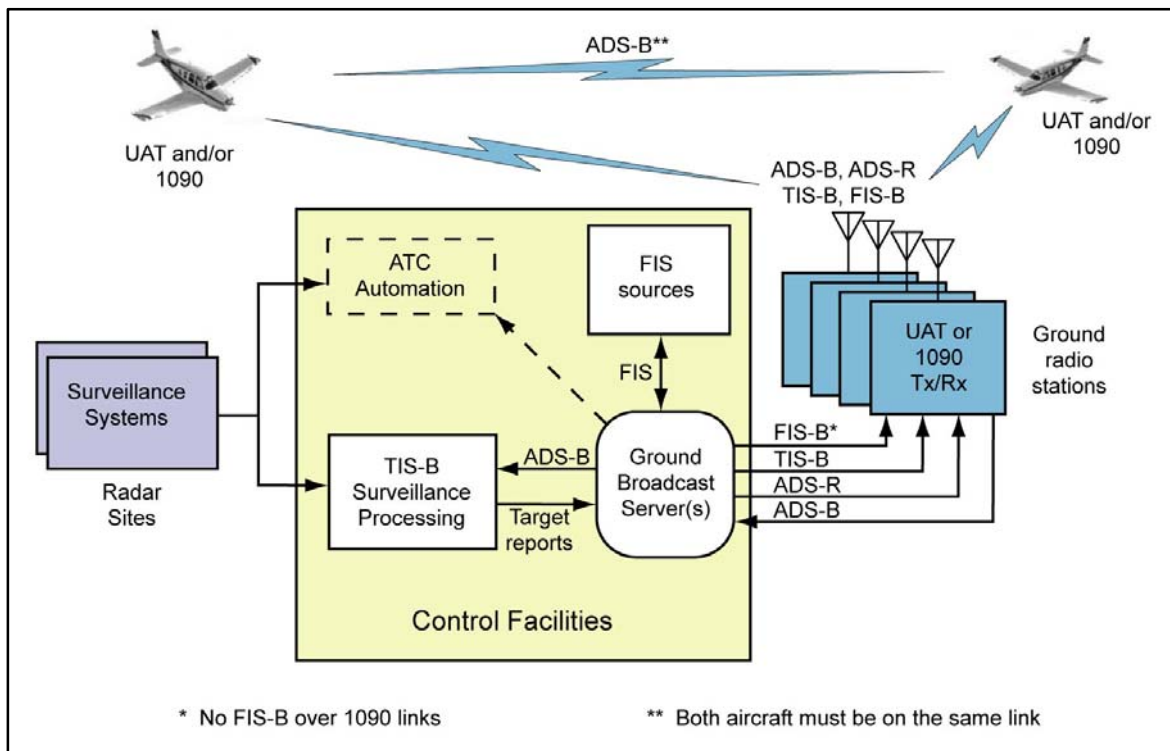 ADS-B**
UAT and/or
1090
UAT and/or
1090
ADS-B, ADS-R
TIS-B, FIS-B
ATC
Automation
FIS
sources
UAT or
1090
Tx/Rx
Ground
radio
stations
Surveillance
Systems
Radar
Sites
FIS
TIS-B
Surveillance
Processing
ADS-B
Target
reports
Ground
Broadcast
Server(s)
FIS-B*
TIS-B
ADS-R
ADS-B
Control Facilities
* No FIS-B over 1090 links
** Both aircraft must be on the same link